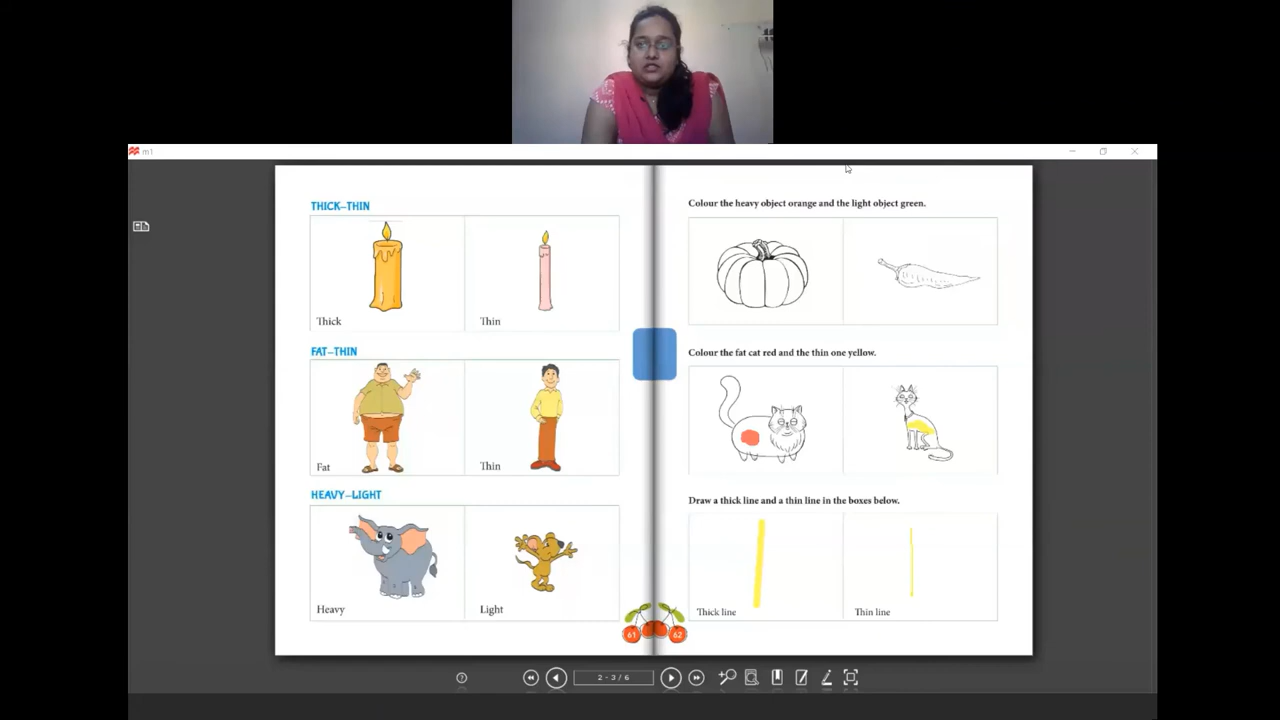 m1
THICK–THIN
Thick
Thin
FAT–THIN
Fat
Thin
HEAVY–LIGHT
Heavy
Light
61
Colour the heavy object orange and the light object green.
Colour the fat cat red and the thin one yellow.
Draw a thick line and a thin line in the boxes below.
Thick line
Thin line
62
2 - 3 / 6